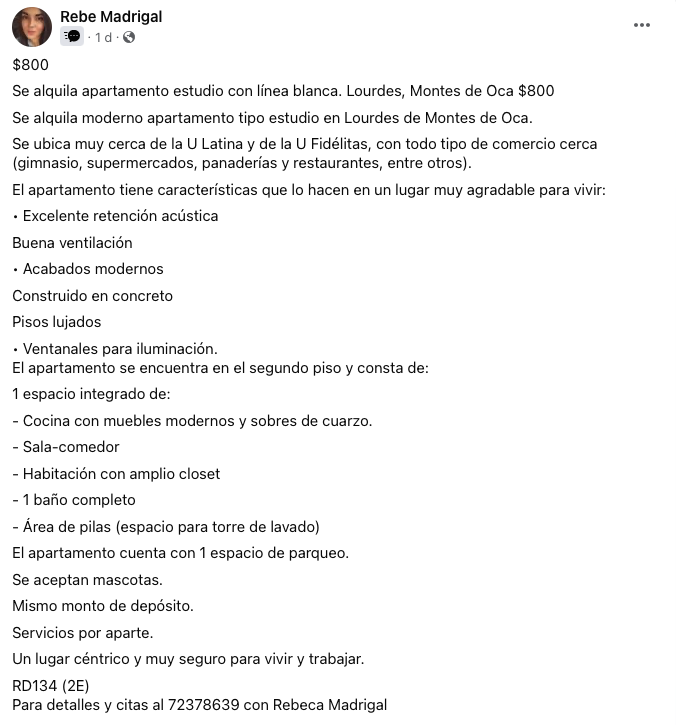 Rebe Madrigal
· 1 d ·
$800
Se alquila apartamento estudio con línea blanca. Lourdes, Montes de Oca $800
Se alquila moderno apartamento tipo estudio en Lourdes de Montes de Oca.
Se ubica muy cerca de la U Latina y de la U Fidélitas, con todo tipo de comercio cerca
(gimnasio, supermercados, panaderías y restaurantes, entre otros).
El apartamento tiene características que lo hacen en un lugar muy agradable para vivir:
• Excelente retención acústica
Buena ventilación
• Acabados modernos
Construido en concreto
Pisos lujados
• Ventanales para iluminación.
El apartamento se encuentra en el segundo piso y consta de:
1 espacio integrado de:
- Cocina con muebles modernos y sobres de cuarzo.
- Sala-comedor
- Habitación con amplio closet
- 1 baño completo
- Área de pilas (espacio para torre de lavado)
El apartamento cuenta con 1 espacio de parqueo.
Se aceptan mascotas.
Mismo monto de depósito.
Servicios por aparte.
Un lugar céntrico y muy seguro para vivir y trabajar.
RD134 (2E)
Para detalles y citas al 72378639 con Rebeca Madrigal